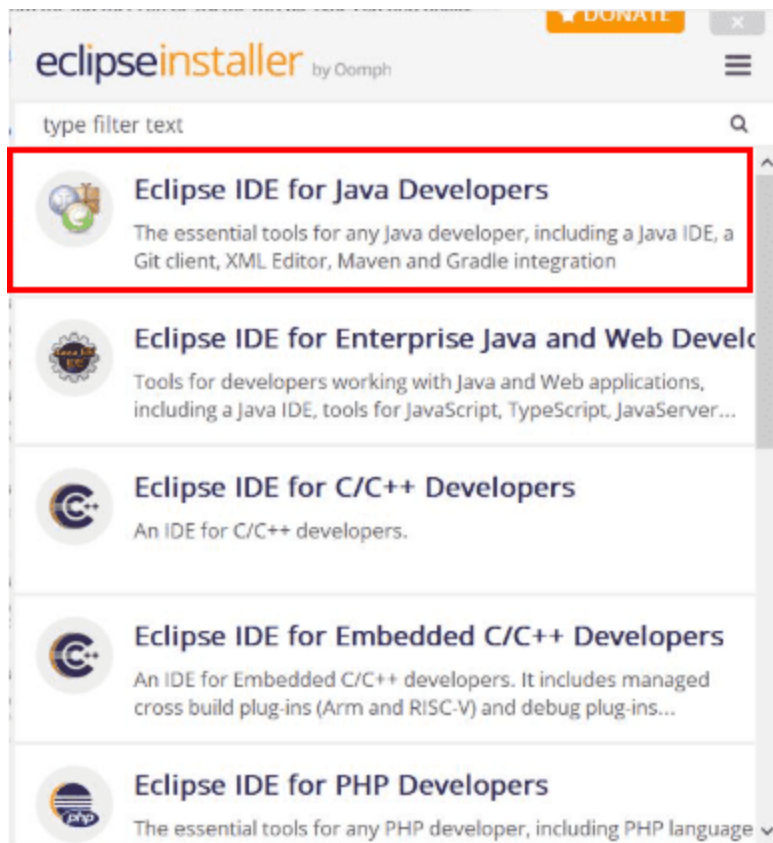 DONATE
eclipseinstaller by Oomph
type filter text
Eclipse IDE for Java Developers
The essential tools for any Java developer, including a Java IDE, a
Git client, XML Editor, Maven and Gradle integration
Eclipse IDE for Enterprise Java and Web Develo
Tools for developers working with Java and Web applications,
including a Java IDE, tools for JavaScript, TypeScript, JavaServer...
Eclipse IDE for C/C++ Developers
An IDE for C/C++ developers.
Eclipse IDE for Embedded C/C++ Developers
An IDE for Embedded C/C++ developers. It includes managed
cross build plug-ins (Arm and RISC-V) and debug plug-ins...
php
Eclipse IDE for PHP Developers
The essential tools for any PHP developer, including PHP language